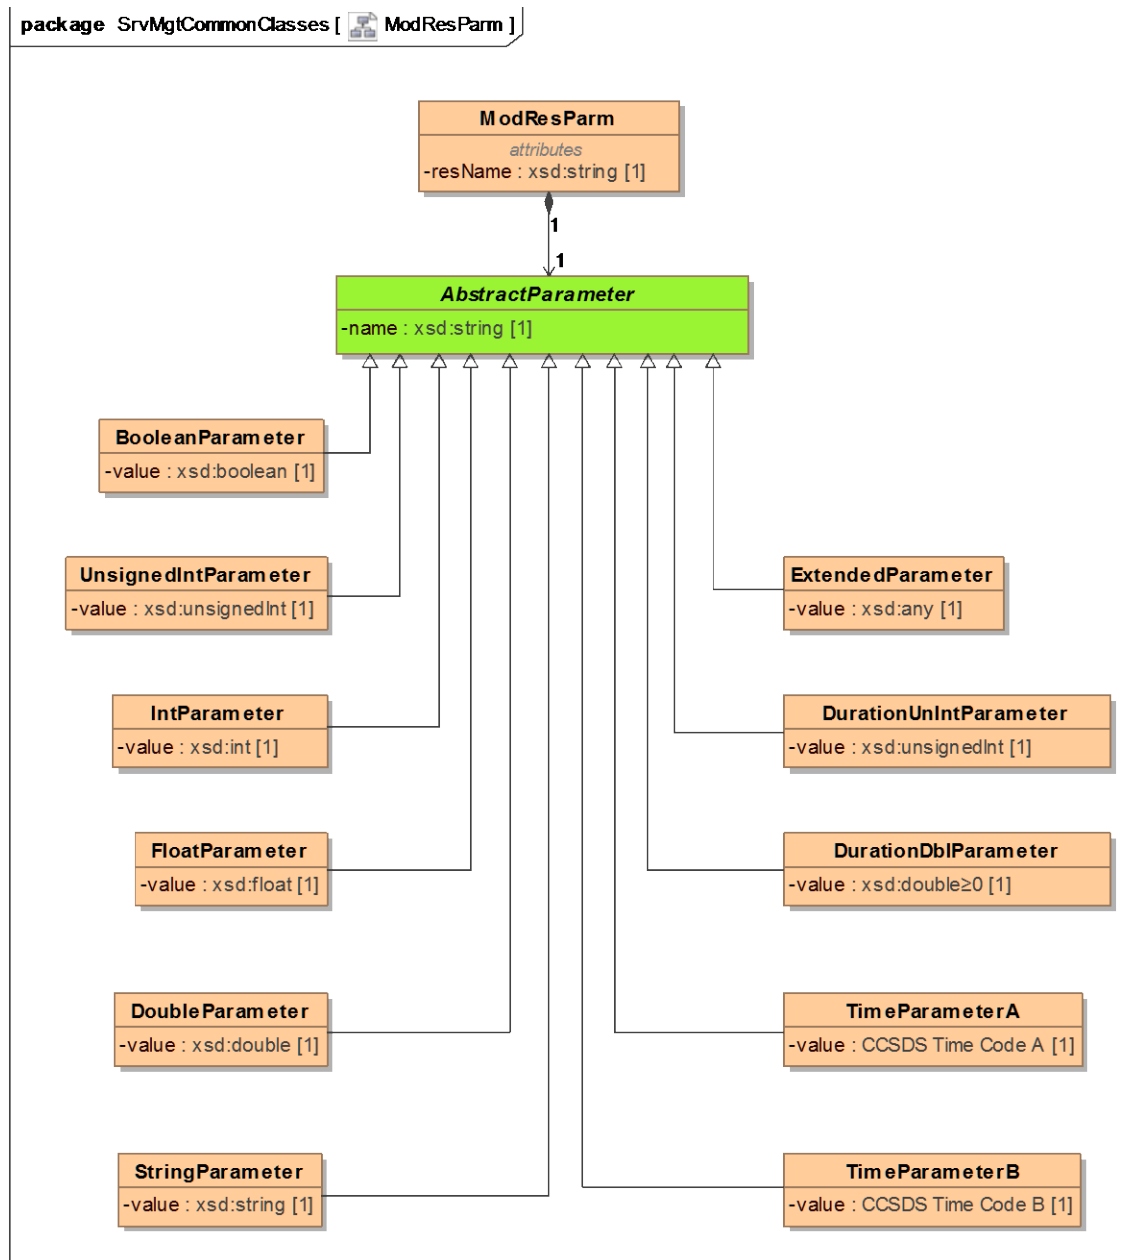 package SrvMgtCommonClasses [ ModResParm ]
ModResParm
attributes
-resName : xsd:string [1]
1
1
AbstractParameter
-name : xsd:string [1]
BooleanParameter
-value : xsd:boolean [1]
UnsignedIntParameter
-value : xsd:unsignedInt [1]
ExtendedParameter
-value : xsd:any [1]
IntParameter
-value : xsd:int [1]
DurationUnIntParameter
-value : xsd:unsignedInt [1]
FloatParameter
-value : xsd:float [1]
DurationDblParameter
-value : xsd:double≥0 [1]
DoubleParameter
-value : xsd:double [1]
TimeParameterA
-value : CCSDS Time Code A [1]
StringParameter
-value : xsd:string [1]
TimeParameterB
-value : CCSDS Time Code B [1]